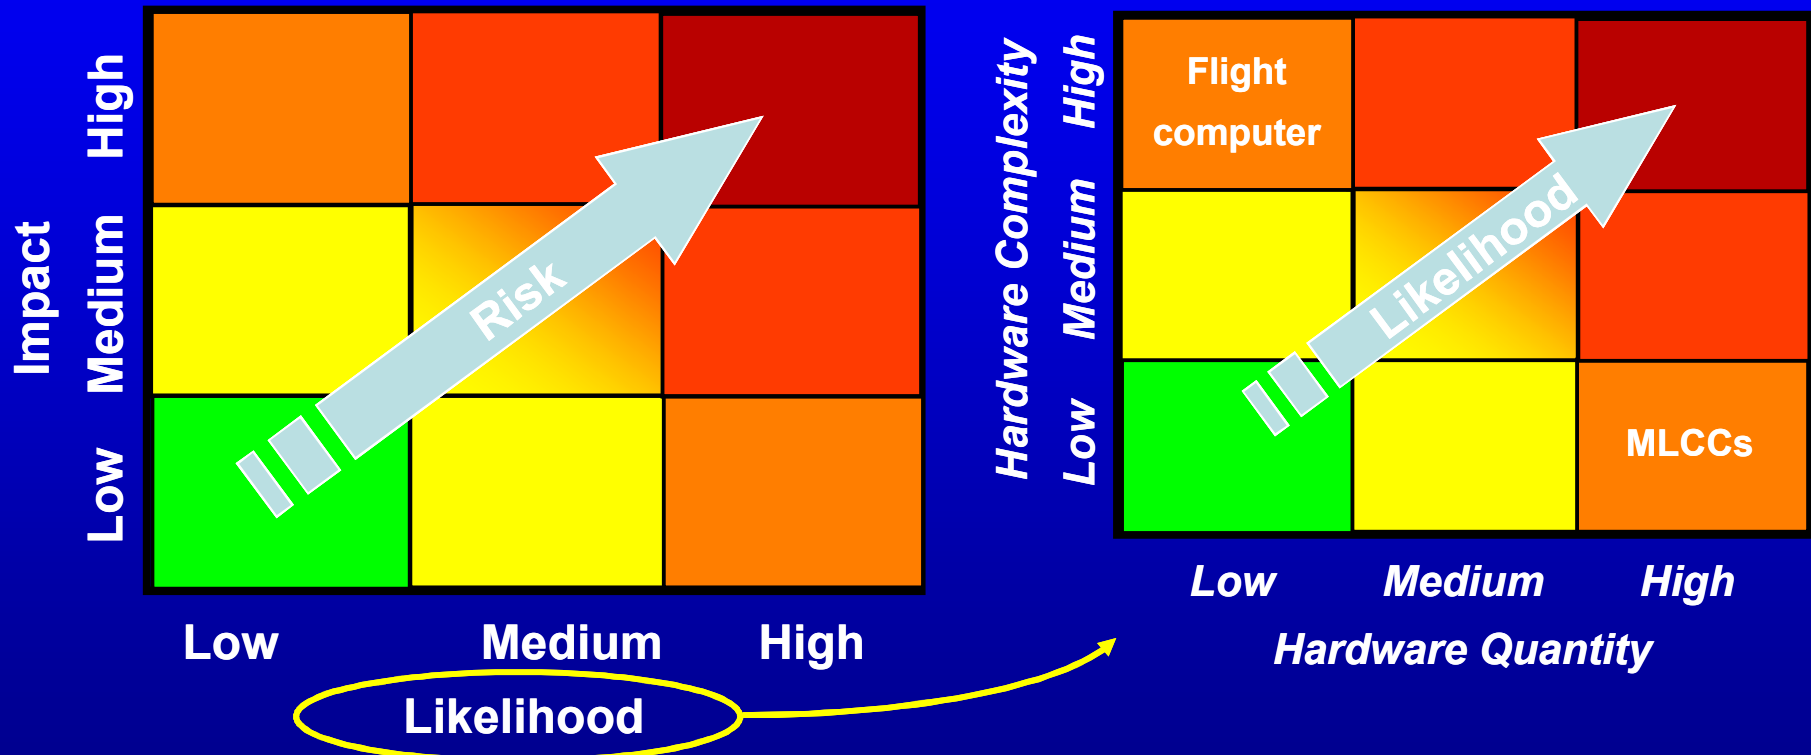 Impact
High
Medium
Low
Risk
Low
Medium
High
Likelihood
Hardware Complexity
High
Medium
Low
Flight
computer
Likelihood
MLCCs
Low
Medium
High
Hardware Quantity